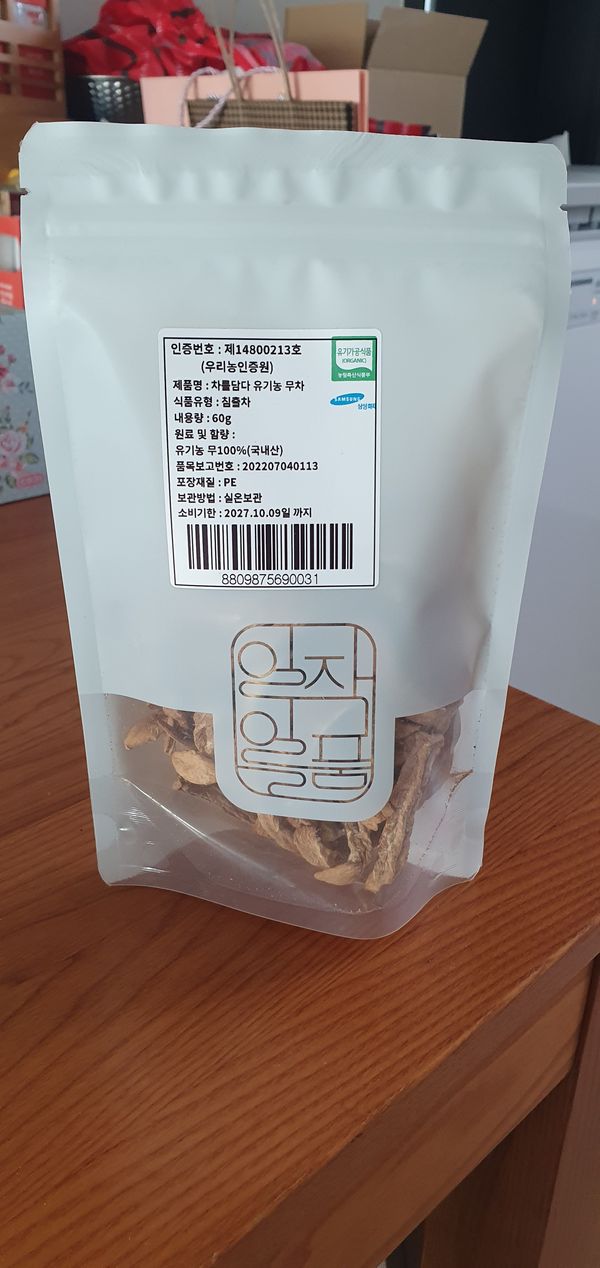 인증번호 : 제14800213호
(우리농인증원)
유기가공식품
(ORGANIC)
농림축산식품부
제품명 : 차를담다 유기농 무차
식품유형 : 침출차
SAMSUNG
삼성화재
내용량 : 60g
원료 및 함량 :
유기농 무100%(국내산)
품목보고번호 : 202207040113
포장재질 : PE
보관방법 : 실온보관
소비기한 : 2027.10.09일 까지
8809875690031
일작
일품